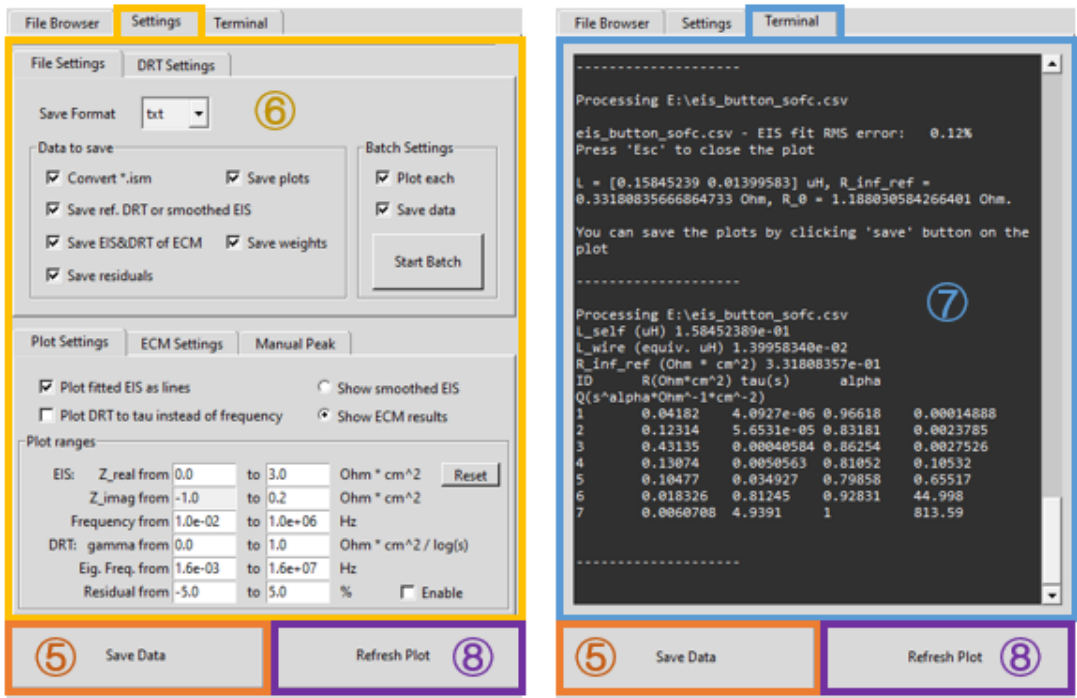 File Browser Settings Terminal
File Settings DRT Settings
Save Format txt ⑥
Data to save
Convert *.ism Save plots
Save ref. DRT or smoothed EIS
Save EIS&DRT of ECM Save weights
Save residuals
Batch Settings
Plot each
Save data
Start Batch
Plot Settings ECM Settings Manual Peak
Plot fitted EIS as lines Show smoothed EIS
Plot DRT to tau instead of frequency Show ECM results
Plot ranges
EIS: Z_real from 0.0 to 3.0 Ohm * cm^2 Reset
Z_imag from -1.0 to 0.2 Ohm * cm^2
Frequency from 1.0e-02 to 1.0e+06 Hz
DRT: gamma from 0.0 to 1.0 Ohm * cm^2 / log(s)
Eig. Freq. from 1.6e-03 to 1.6e+07 Hz
Residual from -5.0 to 5.0 % Enable
⑤ Save Data Refresh Plot ⑧
File Browser Settings Terminal
--------------------
Processing E:\eis_button_sofc.csv
eis_button_sofc.csv - EIS fit RMS error: 0.12%
Press 'Esc' to close the plot
L = [0.15845239 0.01399583] uH, R_inf_ref =
0.33180835666864733 Ohm, R_0 = 1.188030584266401 Ohm.
You can save the plots by clicking 'save' button on the
plot
--------------------
⑦
Processing E:\eis_button_sofc.csv
L_self (uH) 1.58452389e-01
L_wire (equiv. uH) 1.39958340e-02
R_inf_ref (Ohm * cm^2) 3.31808357e-01
ID R(Ohm*cm^2) tau(s) alpha
Q(s^alpha*Ohm^-1*cm^-2)
1 0.04182 4.0927e-06 0.96618 0.00014888
2 0.12314 5.6531e-05 0.83181 0.0023785
3 0.43135 0.00040584 0.86254 0.0027526
4 0.13074 0.0050563 0.81052 0.10532
5 0.10477 0.034927 0.79858 0.65517
6 0.018326 0.81245 0.92831 44.998
7 0.0060708 4.9391 1 813.59
--------------------
⑤ Save Data Refresh Plot ⑧